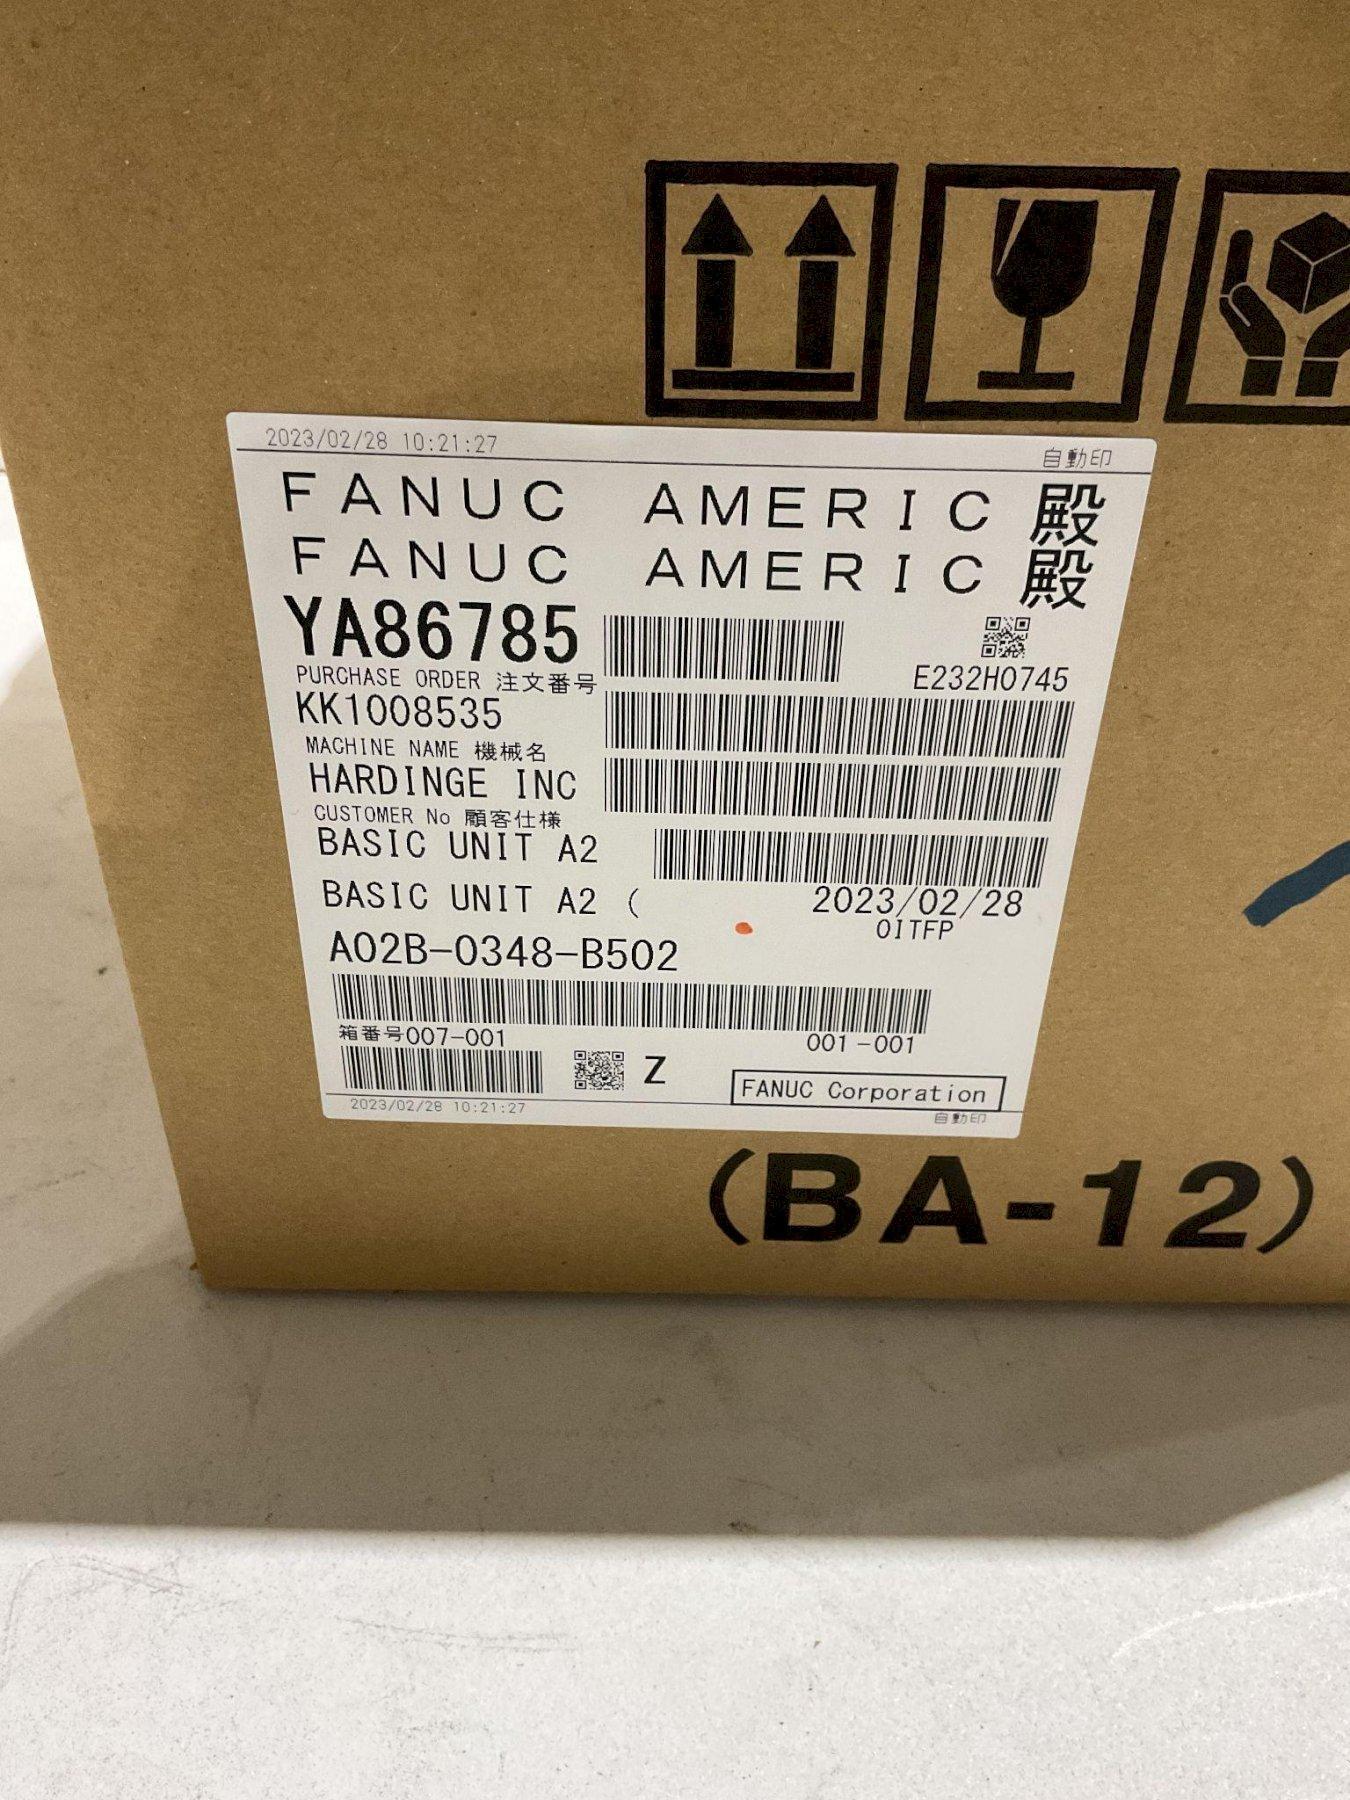 2023/02/28 10:21:27
自動印
FANUC AMERIC 殿
FANUC AMERIC 殿
YA86785
E232H0745
PURCHASE ORDER 注文番号
KK1008535
MACHINE NAME 機械名
HARDINGE INC
CUSTOMER No 顧客仕様
BASIC UNIT A2
BASIC UNIT A2 (
2023/02/28
0ITFP
A02B-0348-B502
箱番号007-001
001-001
Z
FANUC Corporation
2023/02/28 10:21:27
自動印
(BA-12)